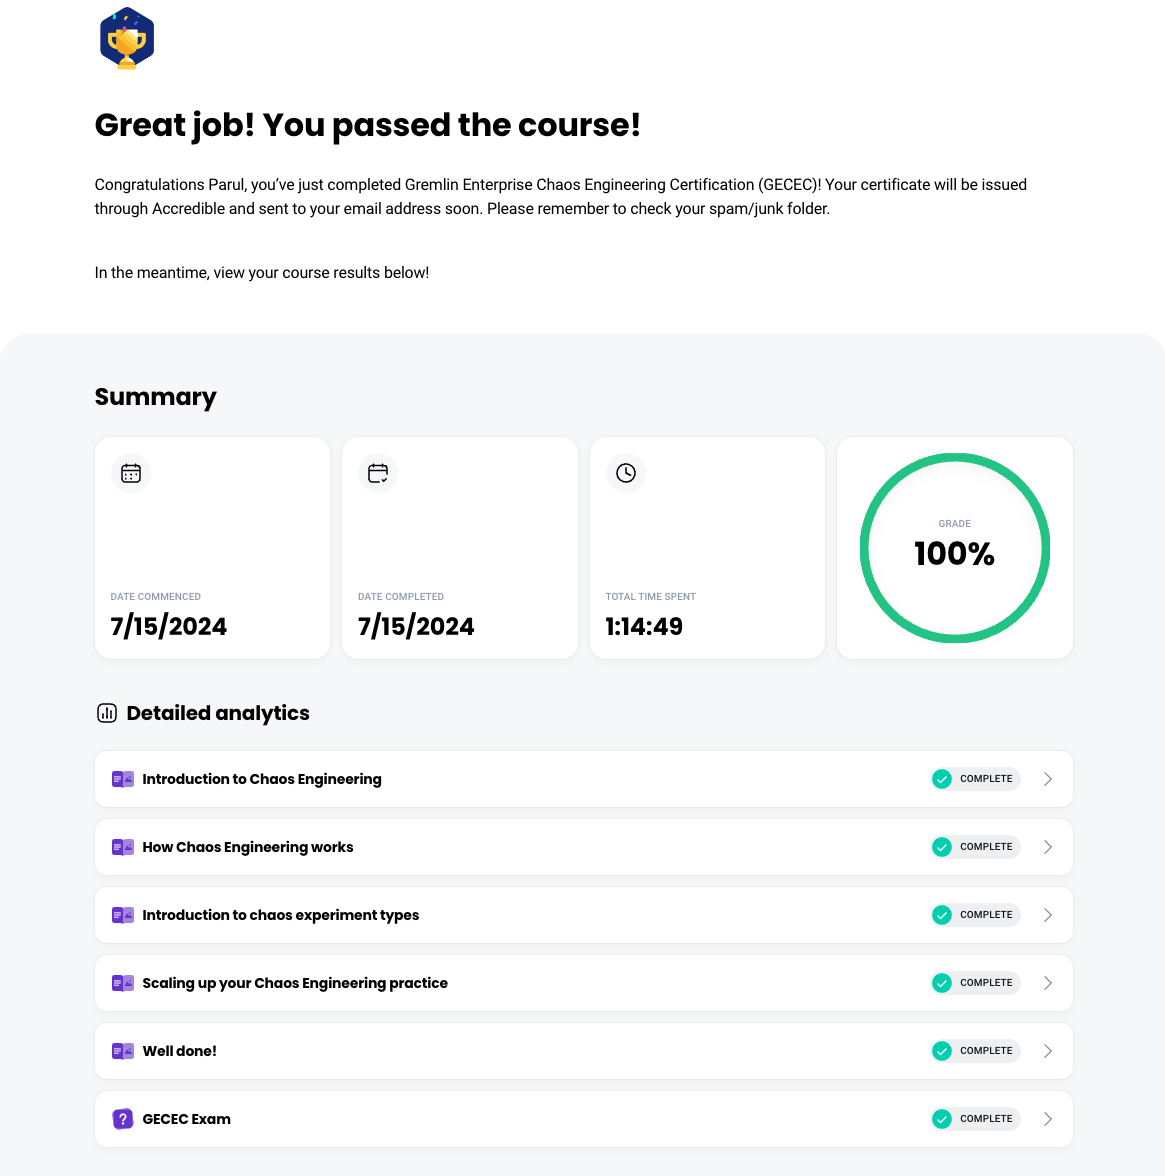 Great job! You passed the course!
Congratulations Parul, you’ve just completed Gremlin Enterprise Chaos Engineering Certification (GECEC)! Your certificate will be issued
through Accredible and sent to your email address soon. Please remember to check your spam/junk folder.
In the meantime, view your course results below!
Summary
DATE COMMENCED
7/15/2024
DATE COMPLETED
7/15/2024
TOTAL TIME SPENT
1:14:49
GRADE
100%
Detailed analytics
Introduction to Chaos Engineering COMPLETE
How Chaos Engineering works COMPLETE
Introduction to chaos experiment types COMPLETE
Scaling up your Chaos Engineering practice COMPLETE
Well done! COMPLETE
? GECEC Exam COMPLETE